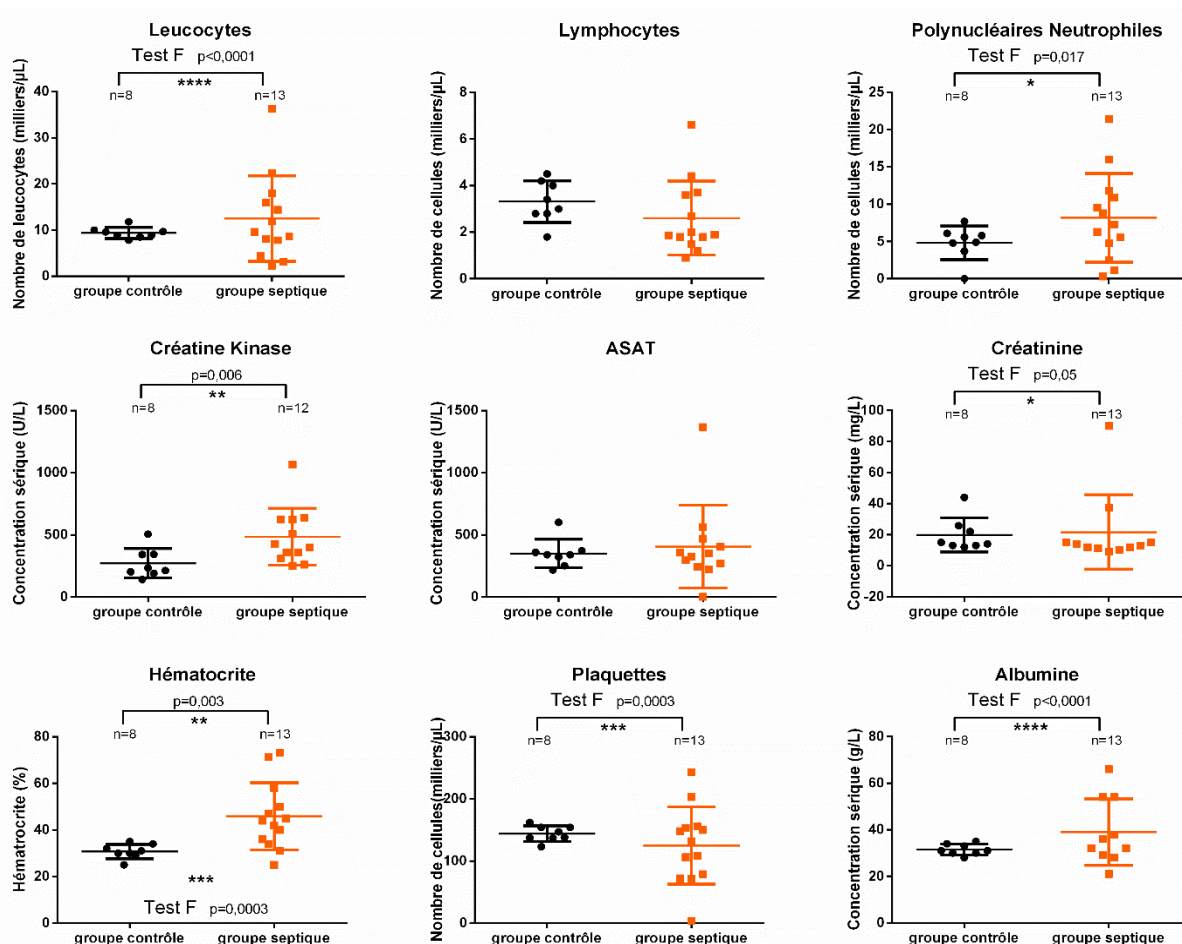 Leucocytes
Test F p<0,0001
****
n=8 n=13
Nombre de leucocytes (milliers/µL)
40
30
20
10
0
groupe contrôle groupe septique
Lymphocytes
Nombre de cellules (milliers/µL)
8
6
4
2
0
groupe contrôle groupe septique
Polynucléaires Neutrophiles
Test F p=0,017
*
n=8 n=13
Nombre de cellules (milliers/µL)
25
20
15
10
5
0
groupe contrôle groupe septique
Créatine Kinase
p=0,006
**
n=8 n=12
Concentration sérique (U/L)
1500
1000
500
0
groupe contrôle groupe septique
ASAT
Concentration sérique (U/L)
1500
1000
500
0
groupe contrôle groupe septique
Créatinine
Test F p=0,05
*
n=8 n=13
Concentration sérique (mg/L)
100
80
60
40
20
0
-20
groupe contrôle groupe septique
Hématocrite
p=0,003
**
n=8 n=13
Hématrocrite (%)
80
60
40
20
0
***
Test F p=0,0003
groupe contrôle groupe septique
Plaquettes
Test F p=0,0003
***
n=8 n=13
Nombre de cellules(milliers/µL)
300
200
100
0
groupe contrôle groupe septique
Albumine
Test F p<0,0001
****
n=8 n=13
Concentration sérique (g/L)
80
60
40
20
0
groupe contrôle groupe septique